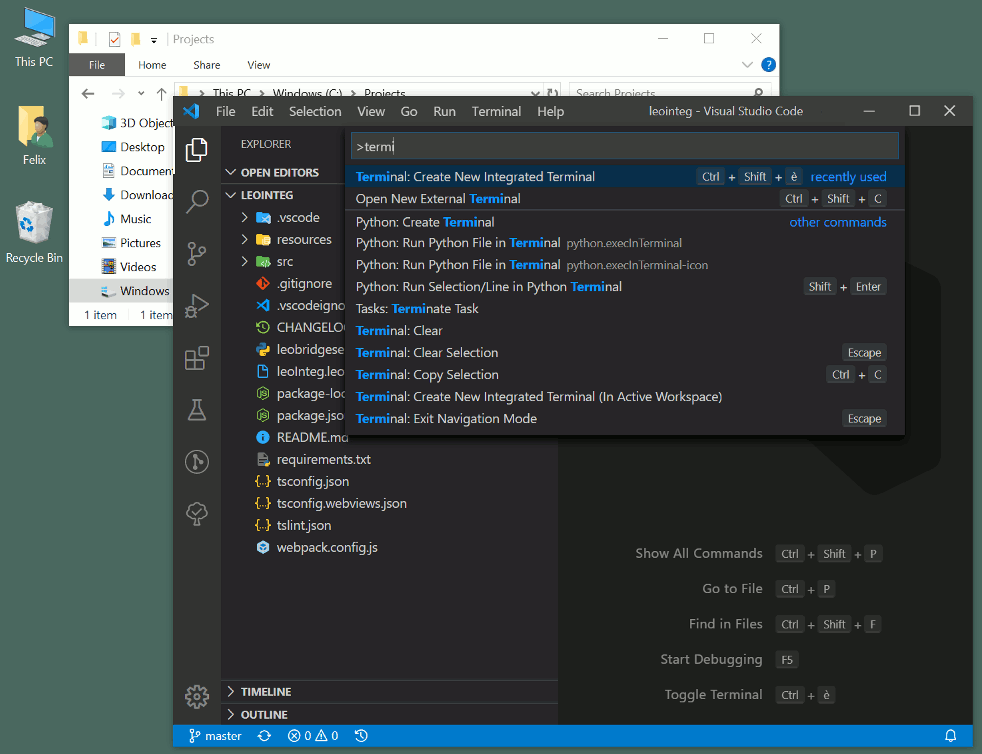 This PC
Felix
Recycle Bin
Projects
File Home Share View
This PC Windows (C:) Projects Search Projects
3D Object
Desktop
Documen
Download
Music
Pictures
Videos
Windows
1 item 1 item
File Edit Selection View Go Run Terminal Help leointeg - Visual Studio Code
EXPLORER
OPEN EDITORS
LEOINTEG
.vscode
resources
src
.gitignore
.vscodeigno
CHANGELO
leobridgese
leoInteg.leo
package-loc
package.jso
README.md
requirements.txt
tsconfig.json
tsconfig.webviews.json
tslint.json
webpack.config.js
TIMELINE
OUTLINE
>termi
Terminal: Create New Integrated Terminal Ctrl + Shift + è recently used
Open New External Terminal Ctrl + Shift + C
Python: Create Terminal other commands
Python: Run Python File in Terminal python.execInTerminal
Python: Run Python File in Terminal python.execInTerminal-icon
Python: Run Selection/Line in Python Terminal Shift + Enter
Tasks: Terminate Task
Terminal: Clear
Terminal: Clear Selection Escape
Terminal: Copy Selection Ctrl + C
Terminal: Create New Integrated Terminal (In Active Workspace)
Terminal: Exit Navigation Mode Escape
Show All Commands Ctrl + Shift + P
Go to File Ctrl + P
Find in Files Ctrl + Shift + F
Start Debugging F5
Toggle Terminal Ctrl + è
master 0 0